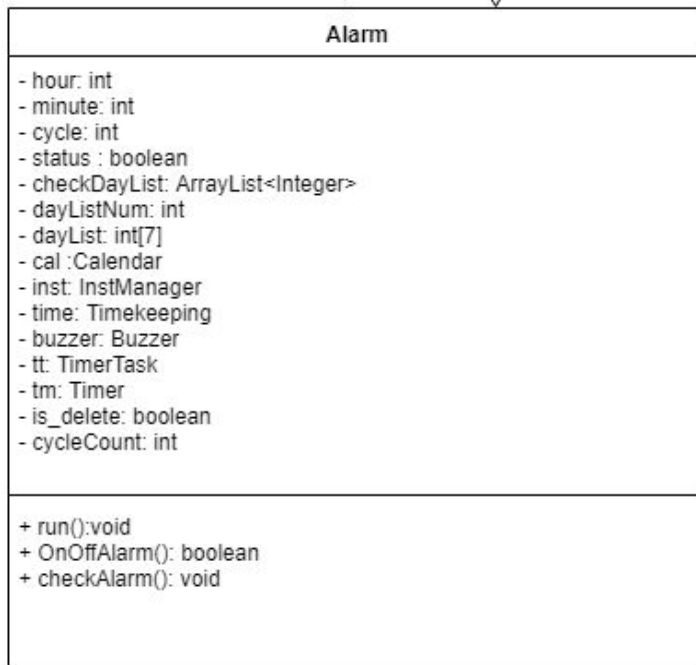 Alarm
- hour: int
- minute: int
- cycle: int
- status : boolean
- checkDayList: ArrayList<Integer>
- dayListNum: int
- dayList: int[7]
- cal :Calendar
- inst: InstManager
- time: Timekeeping
- buzzer: Buzzer
- tt: TimerTask
- tm: Timer
- is_delete: boolean
- cycleCount: int
+ run():void
+ OnOffAlarm(): boolean
+ checkAlarm(): void